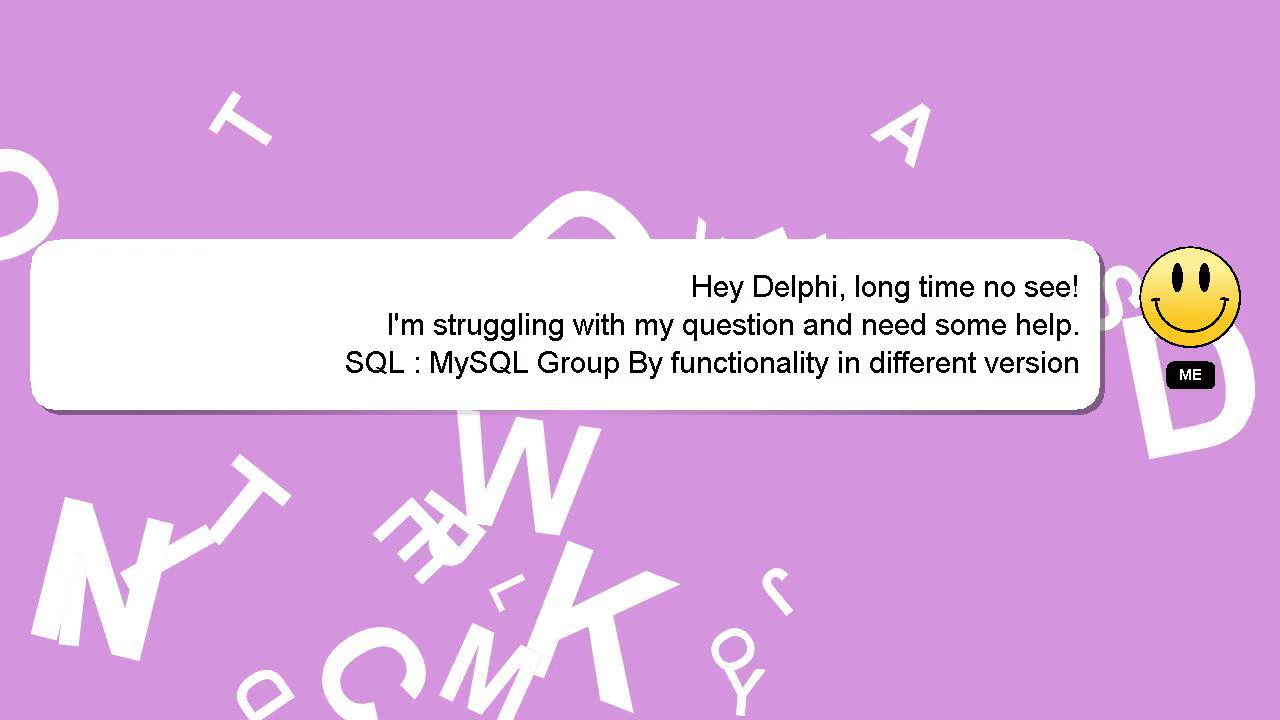 Hey Delphi, long time no see!
I'm struggling with my question and need some help.
SQL : MySQL Group By functionality in different version
ME